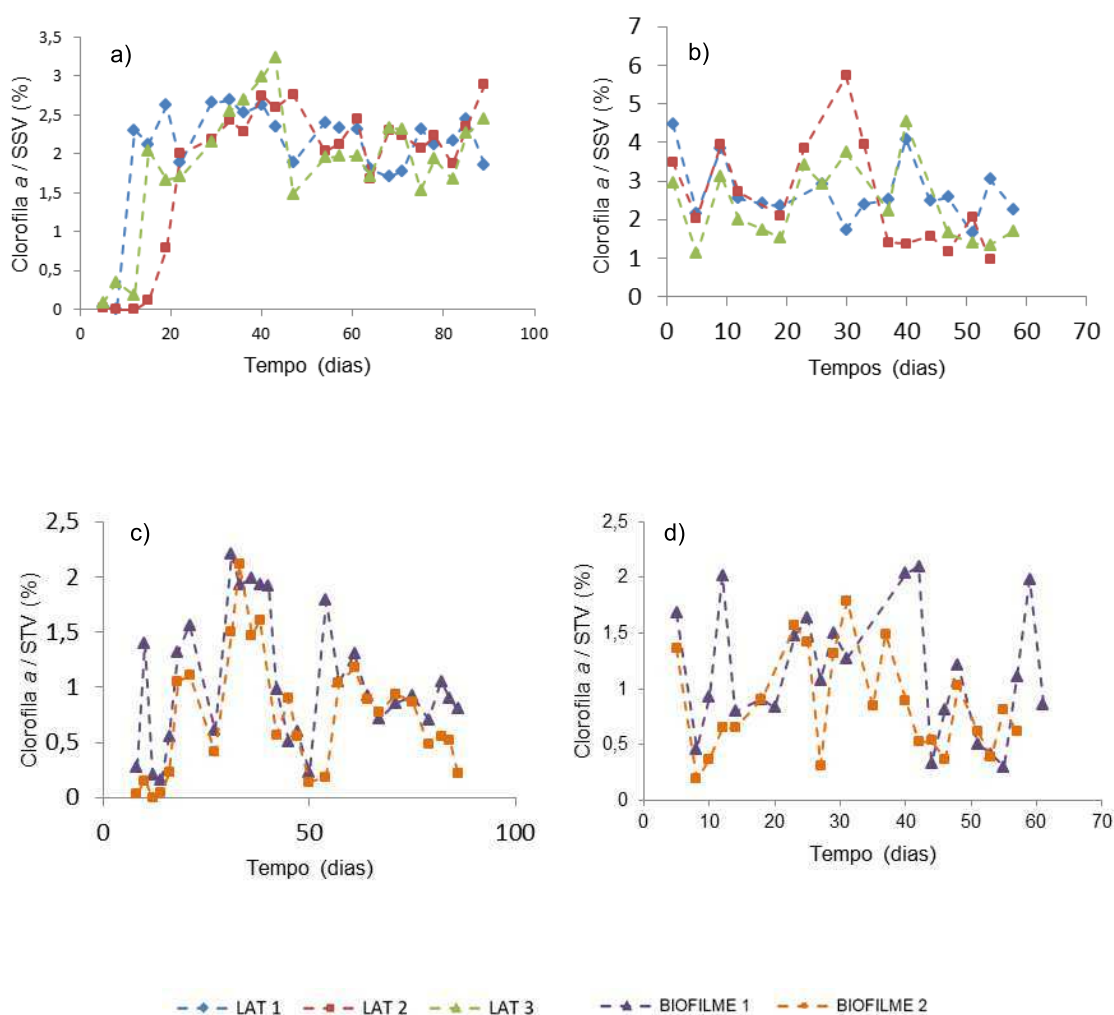 a)
Clorofila a / SSV (%)
3,5
3
2,5
2
1,5
1
0,5
0
0 20 40 60 80 100
Tempo (dias)
b)
Clorofila a / SSV (%)
7
6
5
4
3
2
1
0
0 10 20 30 40 50 60 70
Tempos (dias)
c)
Clorofila a / STV (%)
2,5
2
1,5
1
0,5
0
0 50 100
Tempo (dias)
d)
Clorofila a / STV (%)
2,5
2
1,5
1
0,5
0
0 10 20 30 40 50 60 70
Tempo (dias)
LAT 1 LAT 2 LAT 3 BIOFILME 1 BIOFILME 2